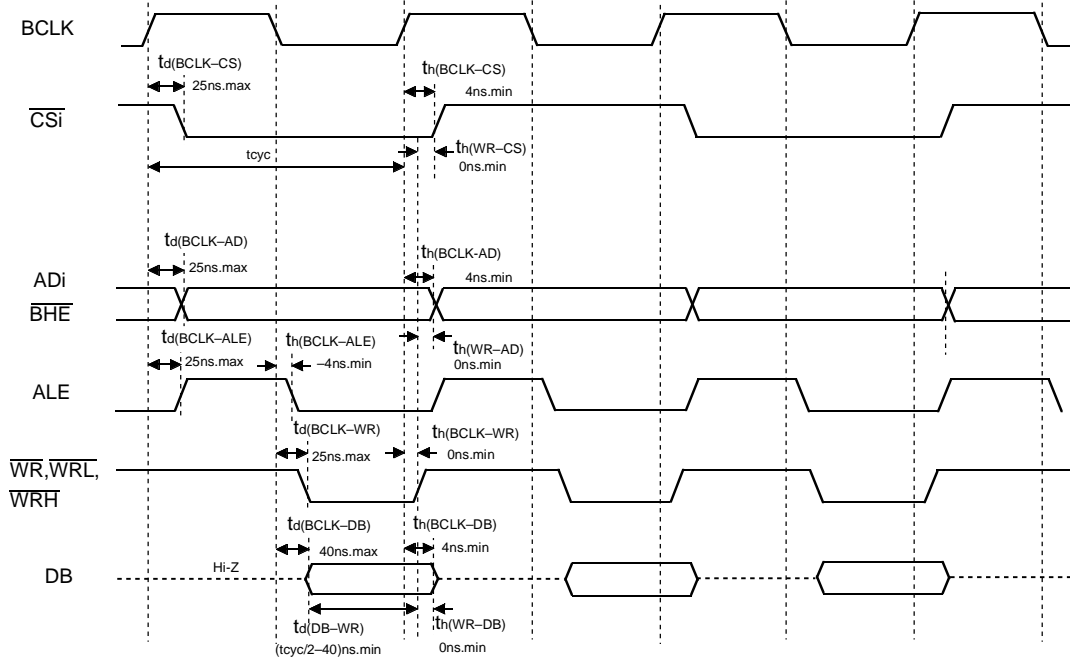 BCLK
td(BCLK–CS)
25ns.max
th(BCLK–CS)
4ns.min
CSi
th(WR–CS)
0ns.min
tcyc
td(BCLK–AD)
25ns.max
th(BCLK-AD)
4ns.min
ADi
BHE
td(BCLK–ALE)
25ns.max
th(BCLK–ALE)
–4ns.min
th(WR–AD)
0ns.min
ALE
td(BCLK–WR)
25ns.max
th(BCLK–WR)
0ns.min
WR,WRL,
WRH
td(BCLK–DB)
40ns.max
th(BCLK–DB)
4ns.min
DB
Hi-Z
td(DB–WR)
(tcyc/2–40)ns.min
th(WR–DB)
0ns.min